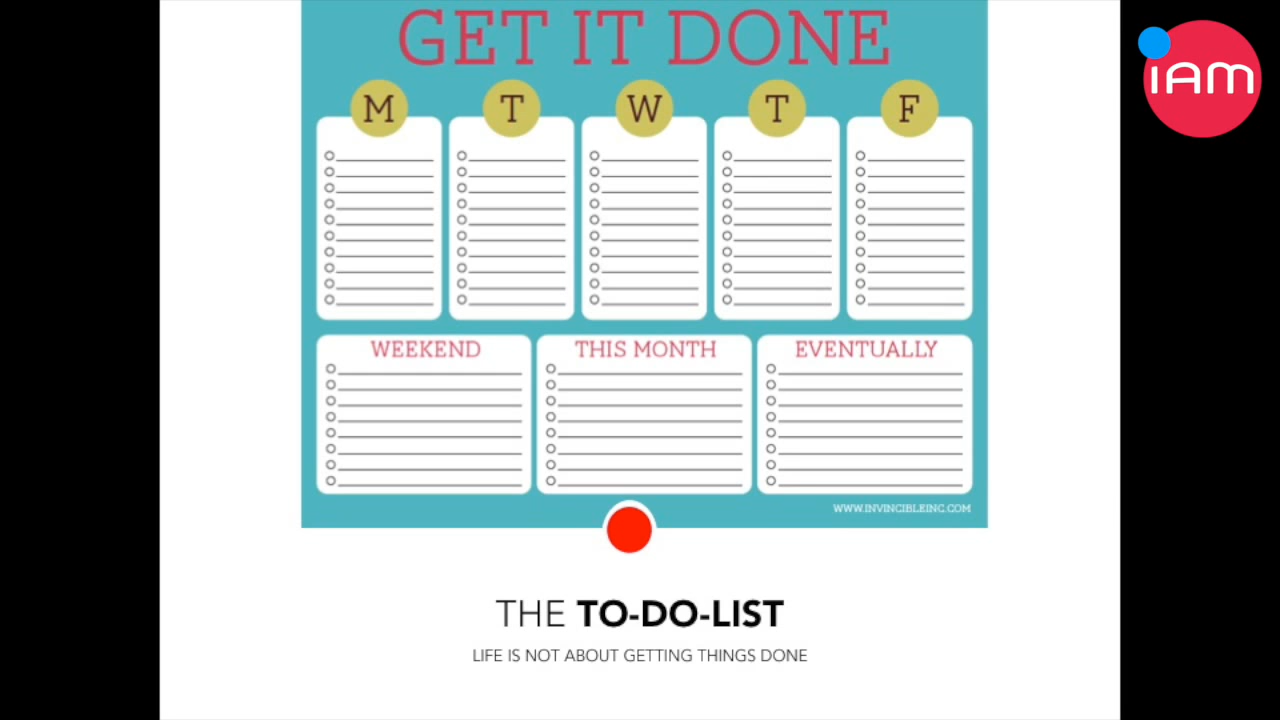 GET IT DONE
iAM
M T W T F
WEEKEND THIS MONTH EVENTUALLY
WWW.INVINCIBLEINC.COM
THE TO-DO-LIST
LIFE IS NOT ABOUT GETTING THINGS DONE